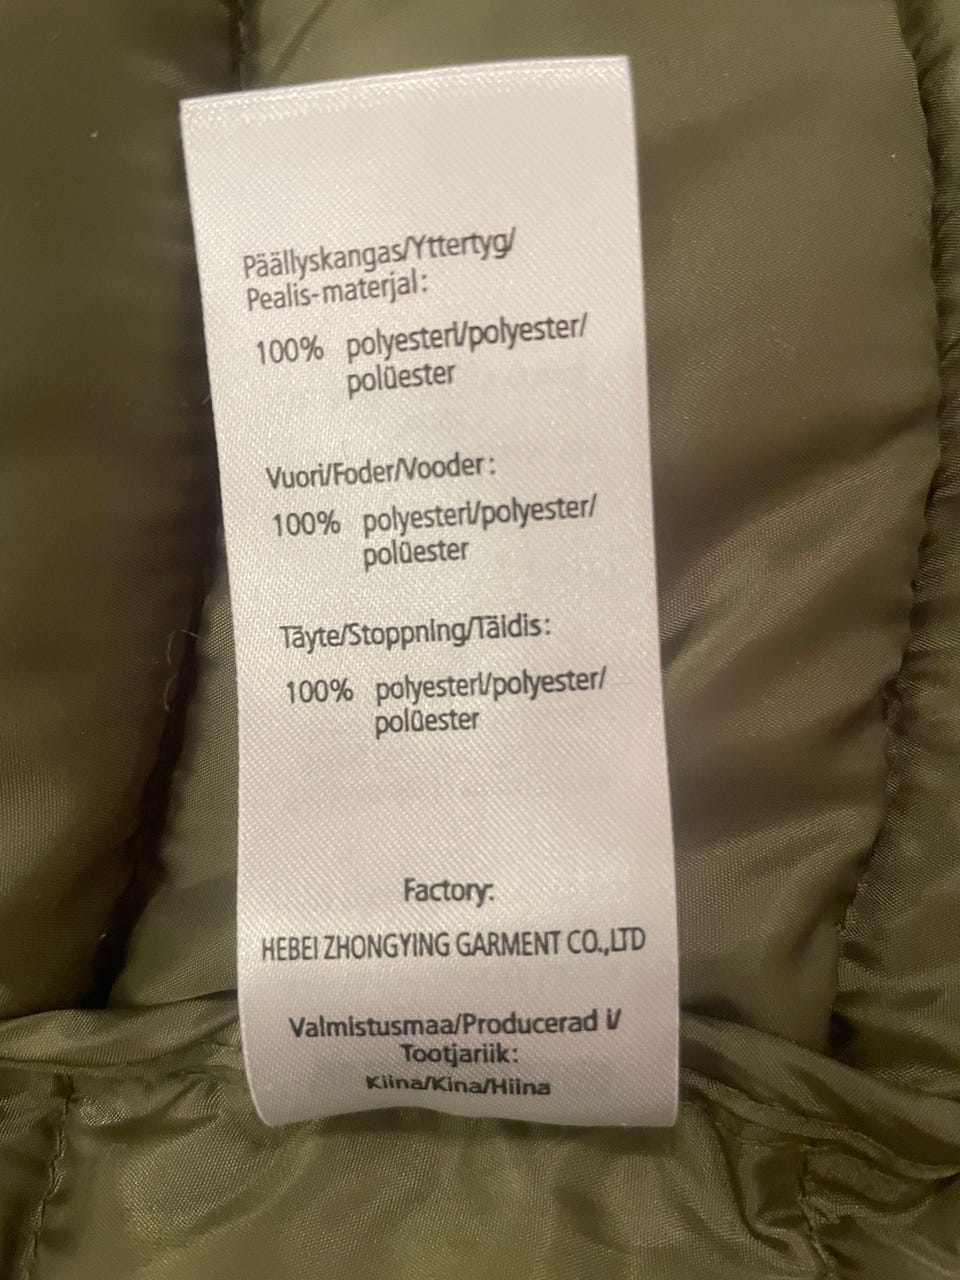 Päällyskangas/Yttertyg/
Pealis-materjal:
100% polyesteri/polyester/
polüester
Vuori/Foder/Vooder:
100% polyesteri/polyester/
polüester
Täyte/Stoppning/Täidis:
100% polyesteri/polyester/
polüester
Factory:
HEBEI ZHONGYING GARMENT CO.,LTD
Valmistusmaa/Producerad i/
Tootjariik:
Kiina/Kina/Hiina